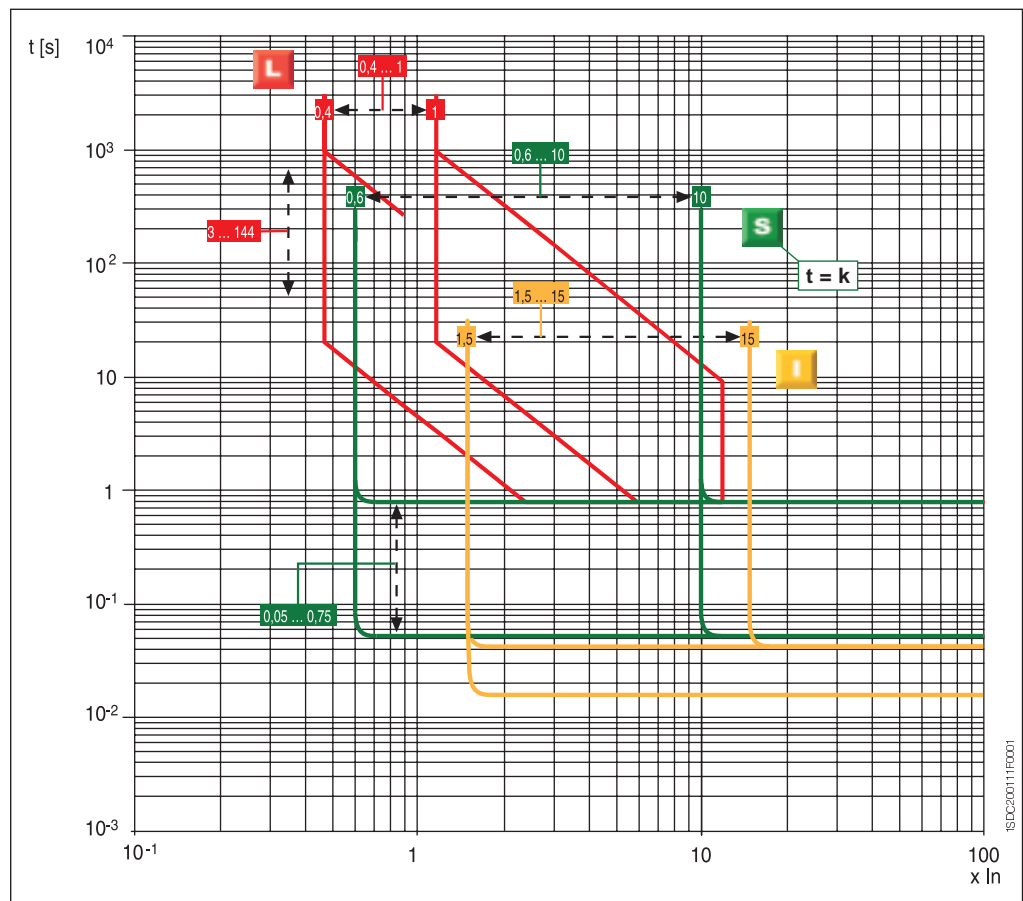 t [s]
10⁴
L
0,4 ... 1
0,4
1
10³
0,6 ... 10
0,6
10
3 ... 144
S
t = k
10²
1,5 ... 15
1,5
15
I
10
1
10⁻¹
0,05 ... 0,75
10⁻²
10⁻³
10⁻¹
1
10
100
x In
1SDC200111F0001